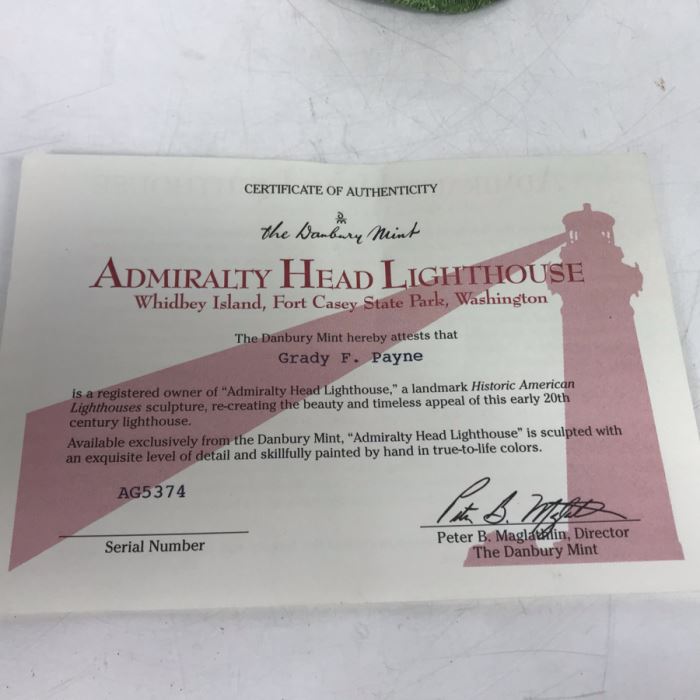 CERTIFICATE OF AUTHENTICITY
DM
the Danbury Mint
ADMIRALTY HEAD LIGHTHOUSE
Whidbey Island, Fort Casey State Park, Washington
The Danbury Mint hereby attests that
Grady F. Payne
is a registered owner of "Admiralty Head Lighthouse," a landmark Historic American
Lighthouses sculpture, re-creating the beauty and timeless appeal of this early 20th
century lighthouse.
Available exclusively from the Danbury Mint, "Admiralty Head Lighthouse" is sculpted with
an exquisite level of detail and skillfully painted by hand in true-to-life colors.
AG5374
Serial Number
Peter B. Maglathlin
Peter B. Maglathlin, Director
The Danbury Mint